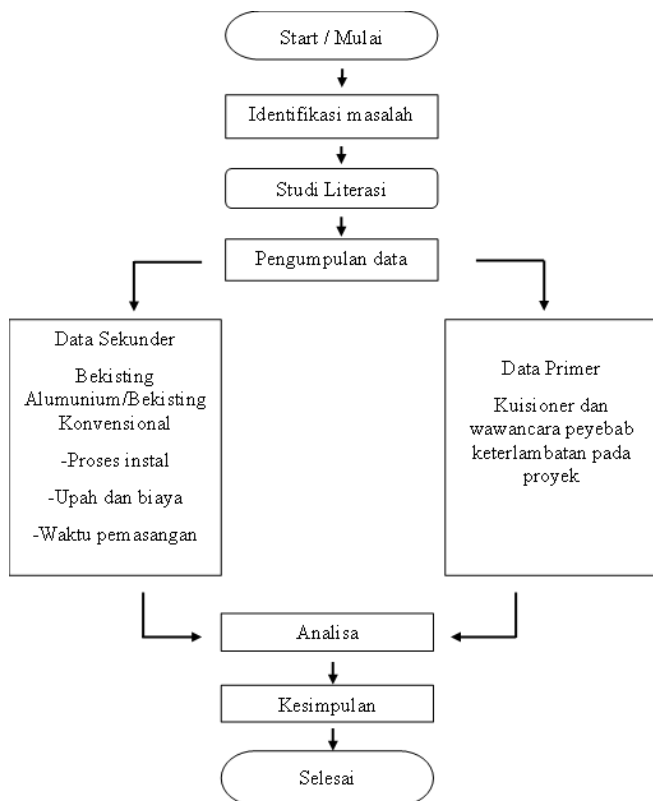 Start / Mulai
Identifikasi masalah
Studi Literasi
Pengumpulan data
Data Sekunder
Bekisting
Alumunium/Bekisting
Konvensional
-Proses instal
-Upah dan biaya
-Waktu pemasangan
Data Primer
Kuisioner dan
wawancara peyebab
keterlambatan pada
proyek
Analisa
Kesimpulan
Selesai